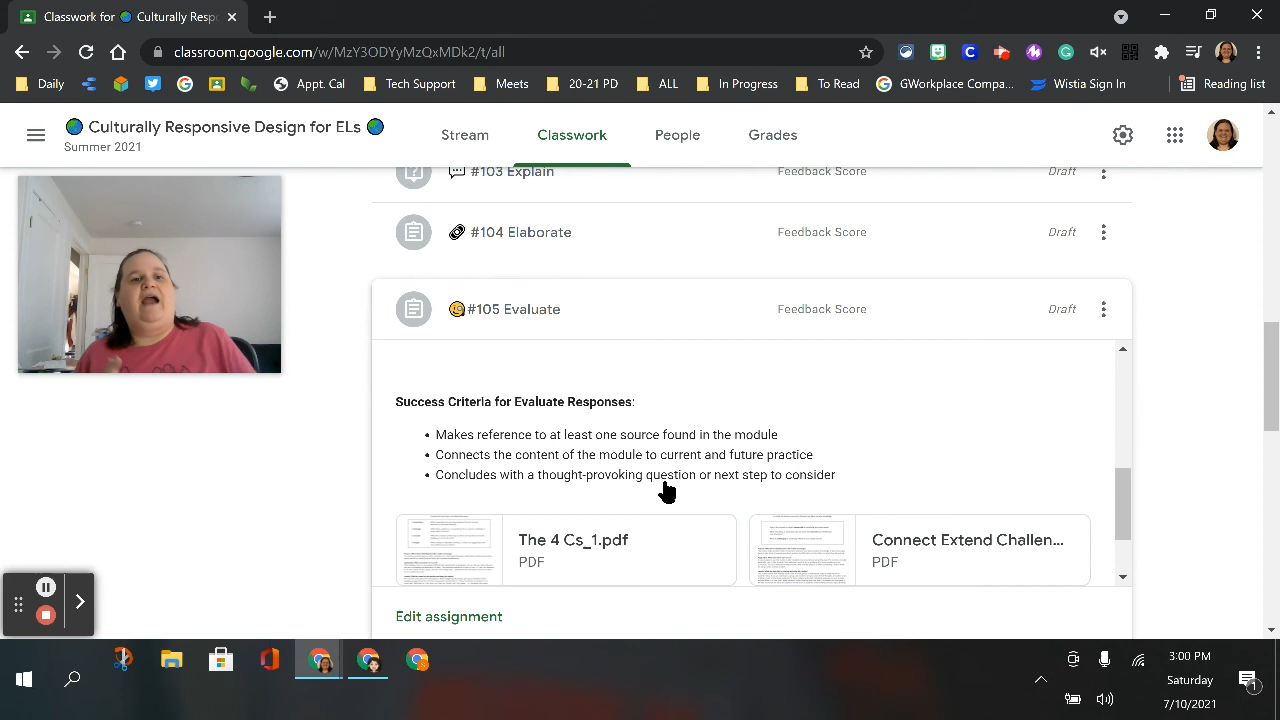 Classwork for 🌎 Culturally Respo
classroom.google.com/w/MzY3ODYyMzQxMDk2/t/all
Daily
Appt. Cal
Tech Support
Meets
20-21 PD
ALL
In Progress
To Read
GWorkplace Compa...
Wistia Sign In
Reading list
🌎 Culturally Responsive Design for ELs 🌎
Summer 2021
Stream
Classwork
People
Grades
#103 Explain
Feedback Score
Draft
#104 Elaborate
Feedback Score
Draft
#105 Evaluate
Feedback Score
Draft
Success Criteria for Evaluate Responses:
• Makes reference to at least one source found in the module
• Connects the content of the module to current and future practice
• Concludes with a thought-provoking question or next step to consider
The 4 Cs_1.pdf
PDF
Connect Extend Challen...
PDF
Edit assignment
3:00 PM
Saturday
7/10/2021
1